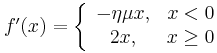 f'(x) = { −ημx, x < 0
2x, x ≥ 0